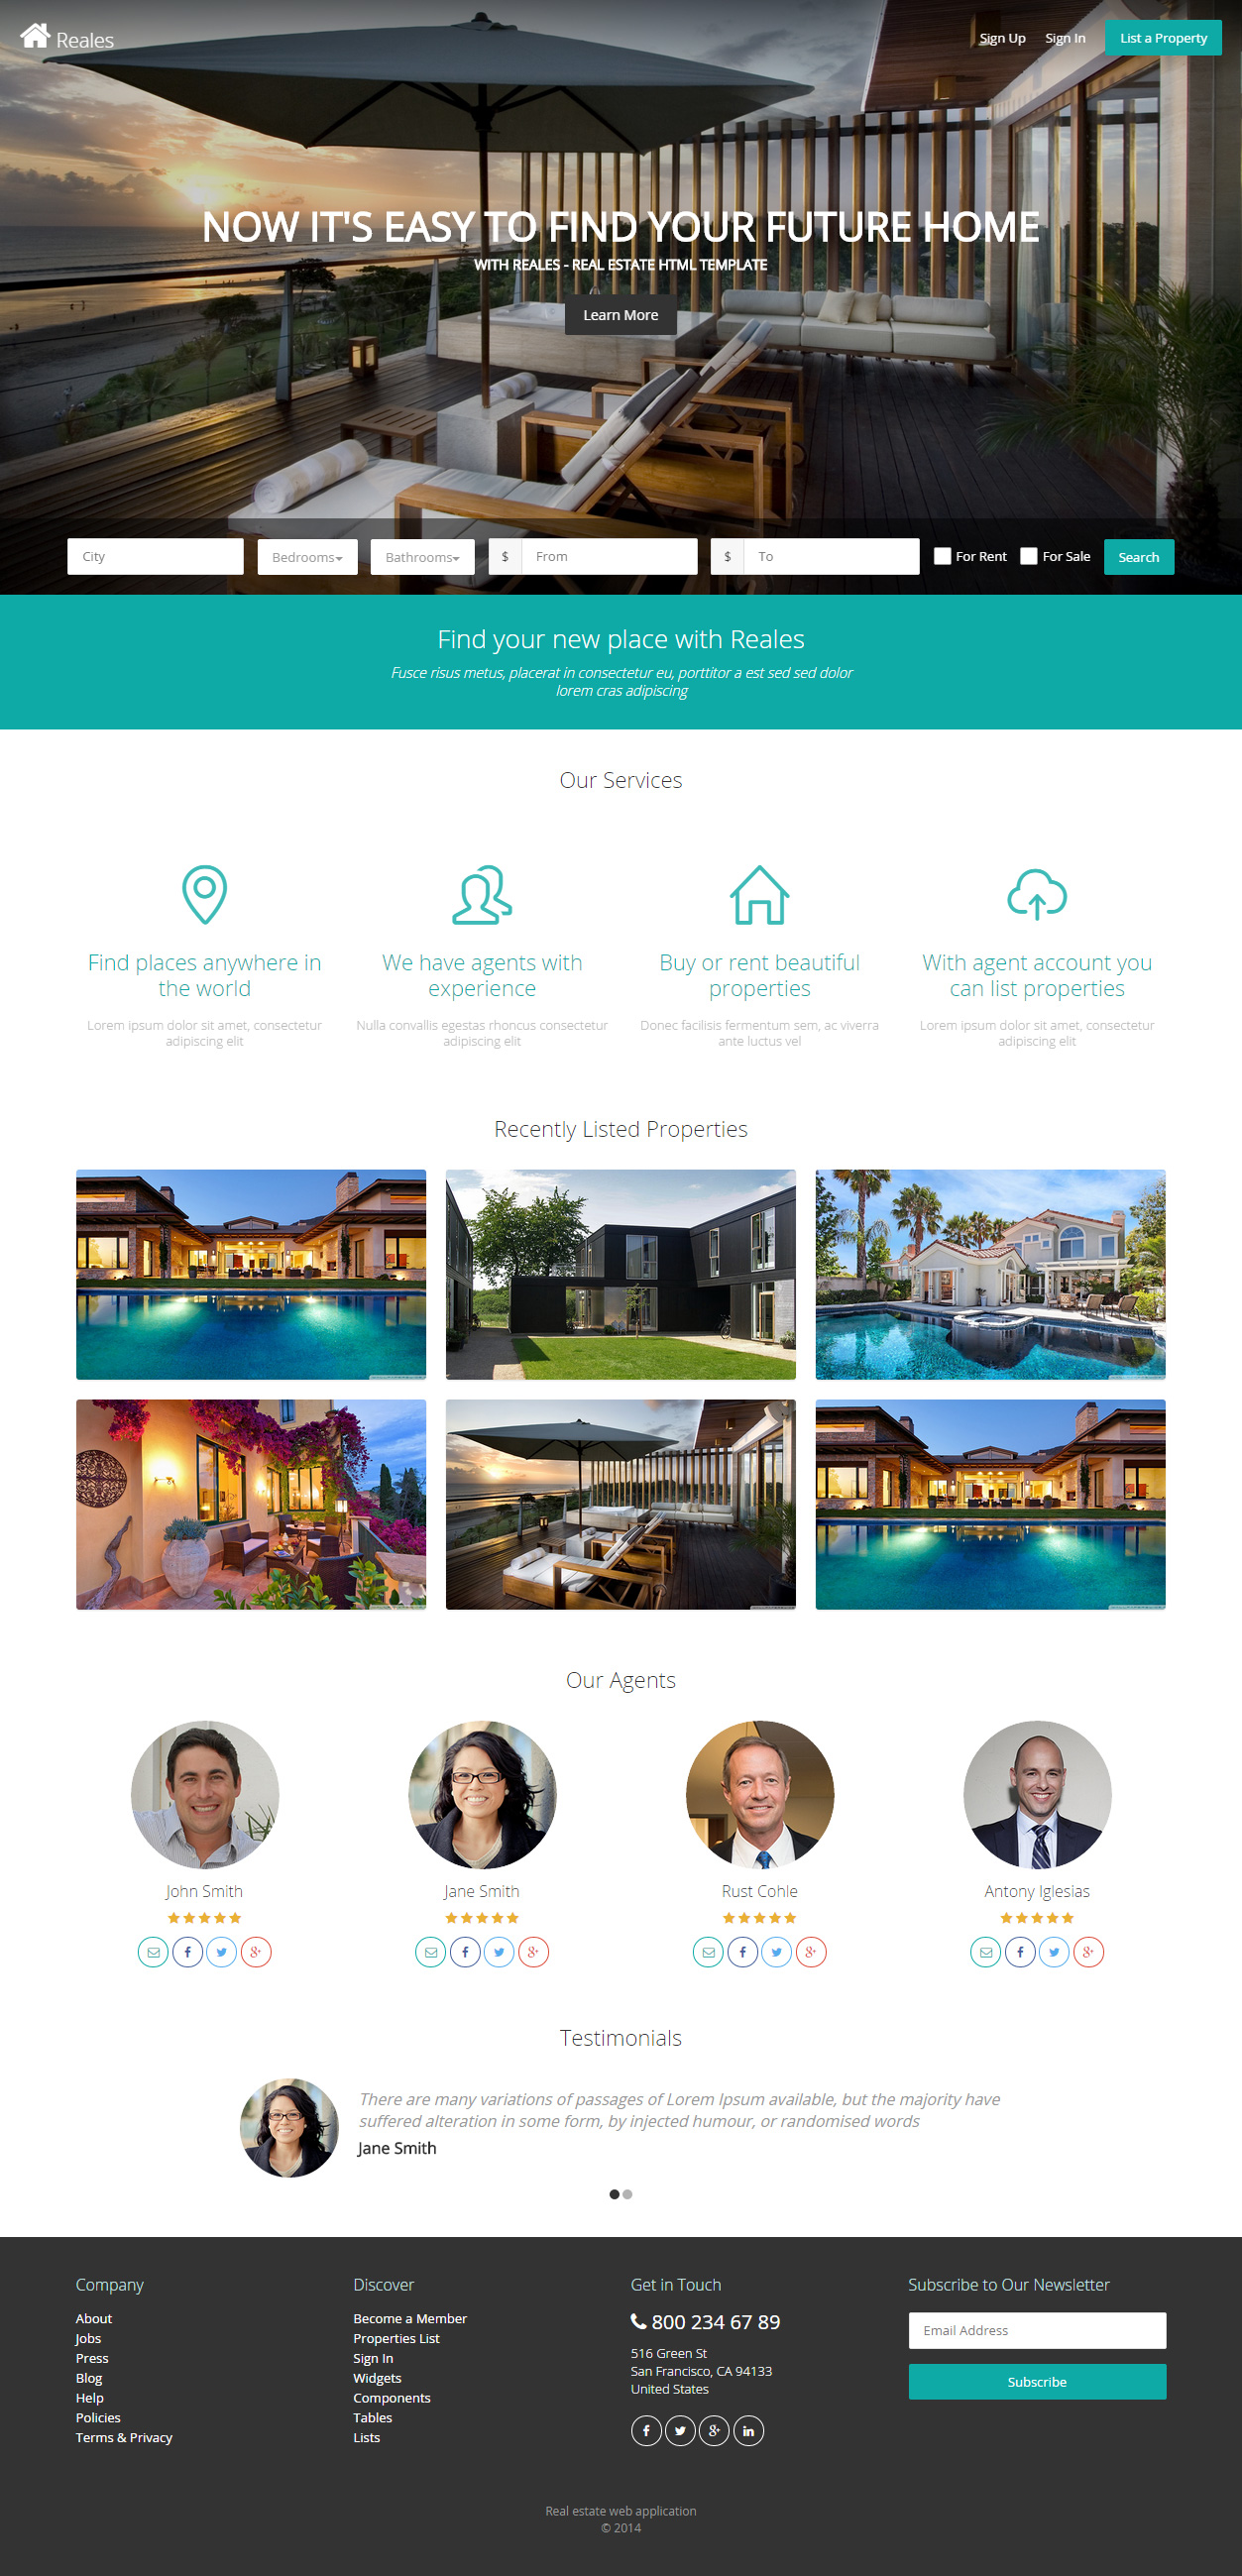 Reales
Sign Up
Sign In
List a Property
NOW IT'S EASY TO FIND YOUR FUTURE HOME
WITH REALES - REAL ESTATE HTML TEMPLATE
Learn More
City
Bedrooms
Bathrooms
$
From
$
To
For Rent
For Sale
Search
Find your new place with Reales
Fusce risus metus, placerat in consectetur eu, porttitor a est sed sed dolor
lorem cras adipiscing
Our Services
Find places anywhere in
the world
Lorem ipsum dolor sit amet, consectetur
adipiscing elit
We have agents with
experience
Nulla convallis egestas rhoncus consectetur
adipiscing elit
Buy or rent beautiful
properties
Donec facilisis fermentum sem, ac viverra
ante luctus vel
With agent account you
can list properties
Lorem ipsum dolor sit amet, consectetur
adipiscing elit
Recently Listed Properties
Our Agents
John Smith
Jane Smith
Rust Cohle
Antony Iglesias
Testimonials
There are many variations of passages of Lorem Ipsum available, but the majority have
suffered alteration in some form, by injected humour, or randomised words
Jane Smith
Company
About
Jobs
Press
Blog
Help
Policies
Terms & Privacy
Discover
Become a Member
Properties List
Sign In
Widgets
Components
Tables
Lists
Get in Touch
800 234 67 89
516 Green St
San Francisco, CA 94133
United States
Subscribe to Our Newsletter
Email Address
Subscribe
Real estate web application
© 2014